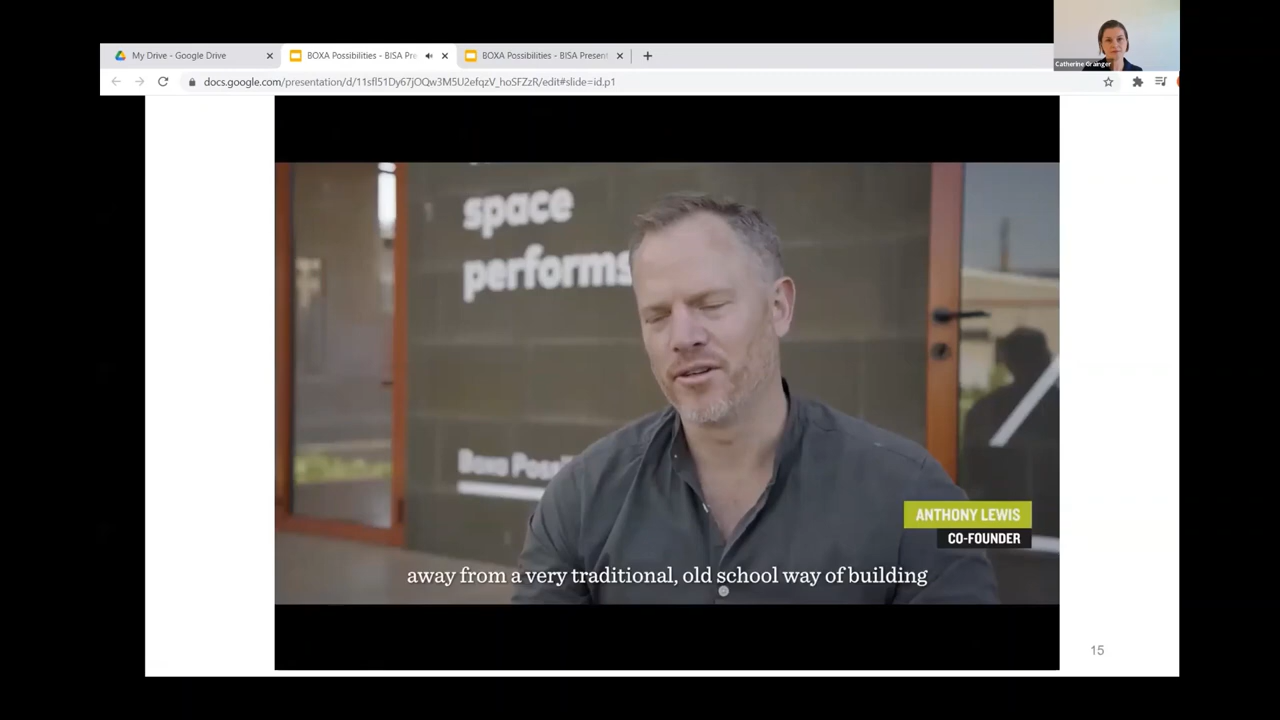 My Drive - Google Drive
BOXA Possibilities - BISA Pre
BOXA Possibilities - BISA Present
docs.google.com/presentation/d/11sfl51Dy67jOQw3M5U2efqzV_hoSFZzR/edit#slide=id.p1
Catherine Grainger
space
performs
Boxa Poss
ANTHONY LEWIS
CO-FOUNDER
away from a very traditional, old school way of building
15